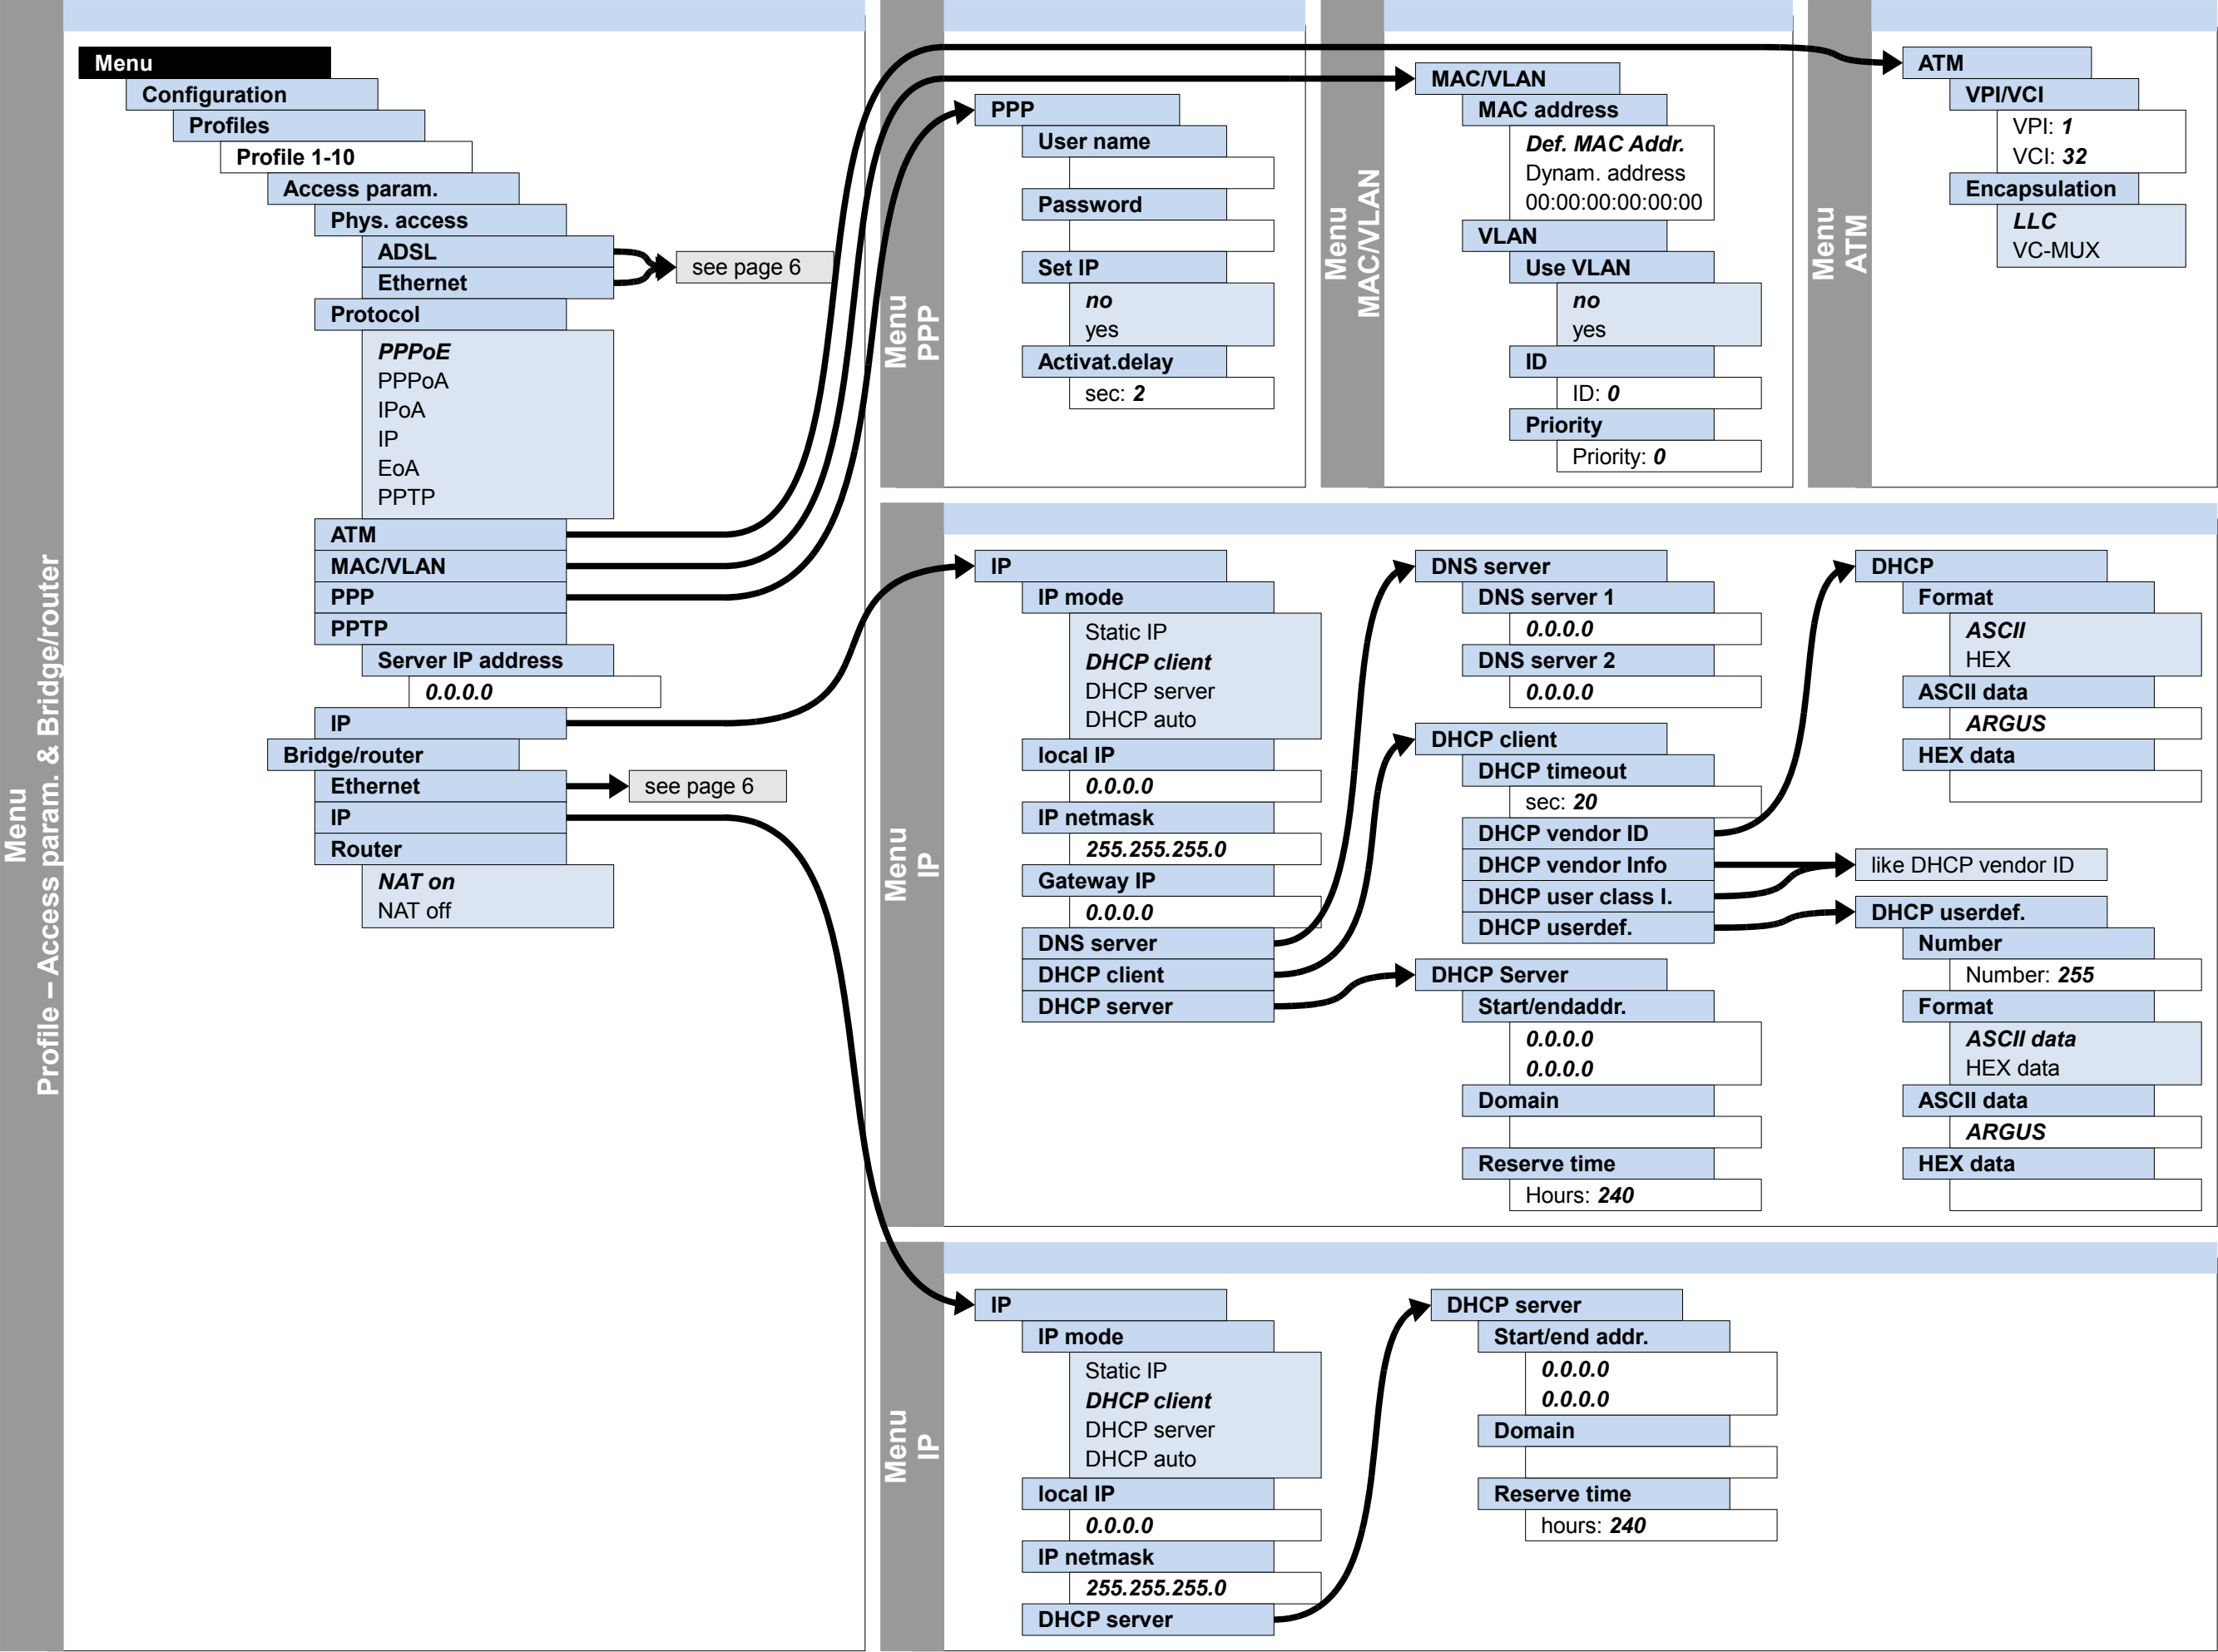 Menu
Profile – Access param. & Bridge/router
Menu
Configuration
Profiles
Profile 1-10
Access param.
Phys. access
ADSL
Ethernet
see page 6
Protocol
PPPoE
PPPoA
IPoA
IP
EoA
PPTP
ATM
MAC/VLAN
PPP
PPTP
Server IP address
0.0.0.0
IP
Bridge/router
Ethernet
see page 6
IP
Router
NAT on
NAT off
Menu
PPP
PPP
User name
Password
Set IP
no
yes
Activat.delay
sec: 2
Menu
MAC/VLAN
MAC/VLAN
MAC address
Def. MAC Addr.
Dynam. address
00:00:00:00:00:00
VLAN
Use VLAN
no
yes
ID
ID: 0
Priority
Priority: 0
Menu
ATM
ATM
VPI/VCI
VPI: 1
VCI: 32
Encapsulation
LLC
VC-MUX
Menu
IP
IP
IP mode
Static IP
DHCP client
DHCP server
DHCP auto
local IP
0.0.0.0
IP netmask
255.255.255.0
Gateway IP
0.0.0.0
DNS server
DHCP client
DHCP server
DNS server
DNS server 1
0.0.0.0
DNS server 2
0.0.0.0
DHCP client
DHCP timeout
sec: 20
DHCP vendor ID
DHCP vendor Info
DHCP user class I.
DHCP userdef.
DHCP Server
Start/endaddr.
0.0.0.0
0.0.0.0
Domain
Reserve time
Hours: 240
DHCP
Format
ASCII
HEX
ASCII data
ARGUS
HEX data
like DHCP vendor ID
DHCP userdef.
Number
Number: 255
Format
ASCII data
HEX data
ASCII data
ARGUS
HEX data
Menu
IP
IP
IP mode
Static IP
DHCP client
DHCP server
DHCP auto
local IP
0.0.0.0
IP netmask
255.255.255.0
DHCP server
DHCP server
Start/end addr.
0.0.0.0
0.0.0.0
Domain
Reserve time
hours: 240